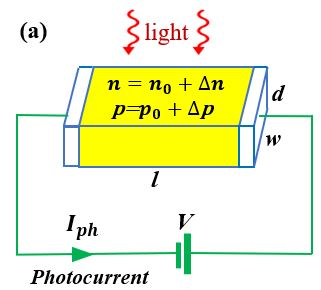 (a)
light
n = n₀ + Δn
p=p₀ + Δp
d
w
l
I_ph
V
Photocurrent